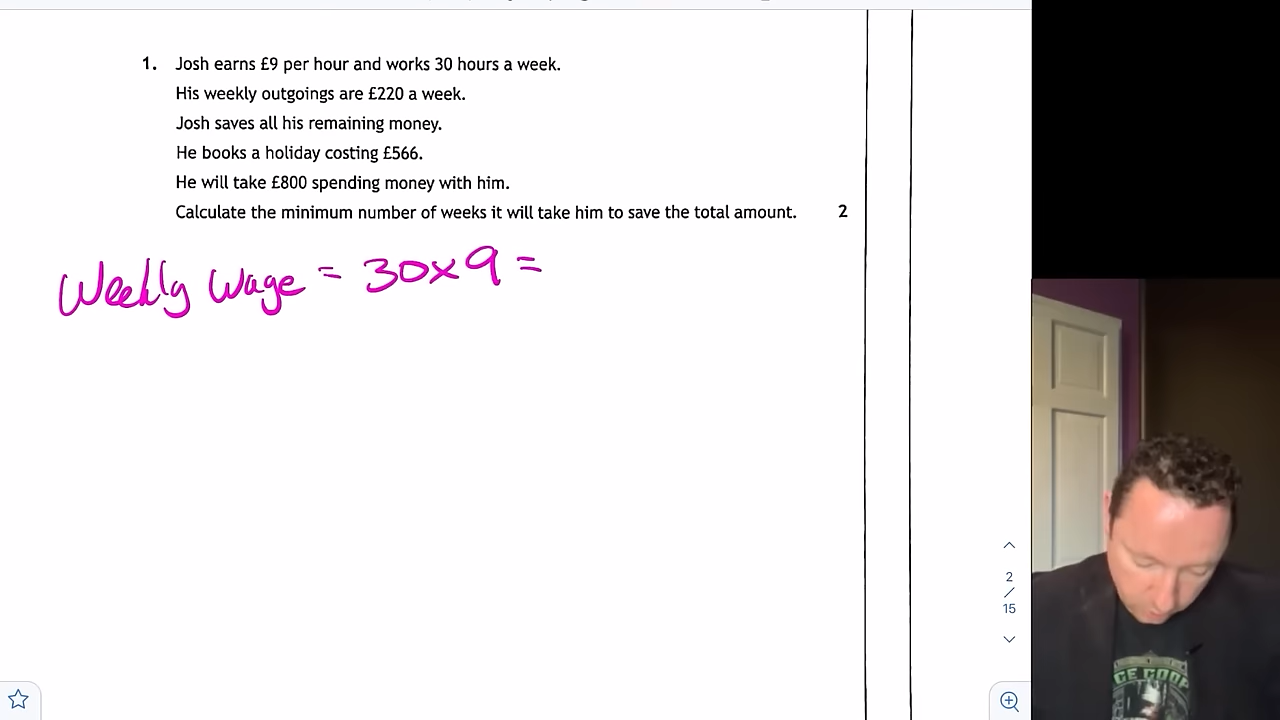 1. Josh earns £9 per hour and works 30 hours a week.
His weekly outgoings are £220 a week.
Josh saves all his remaining money.
He books a holiday costing £566.
He will take £800 spending money with him.
Calculate the minimum number of weeks it will take him to save the total amount. 2
Weekly Wage = 30×9 =
2
/
15